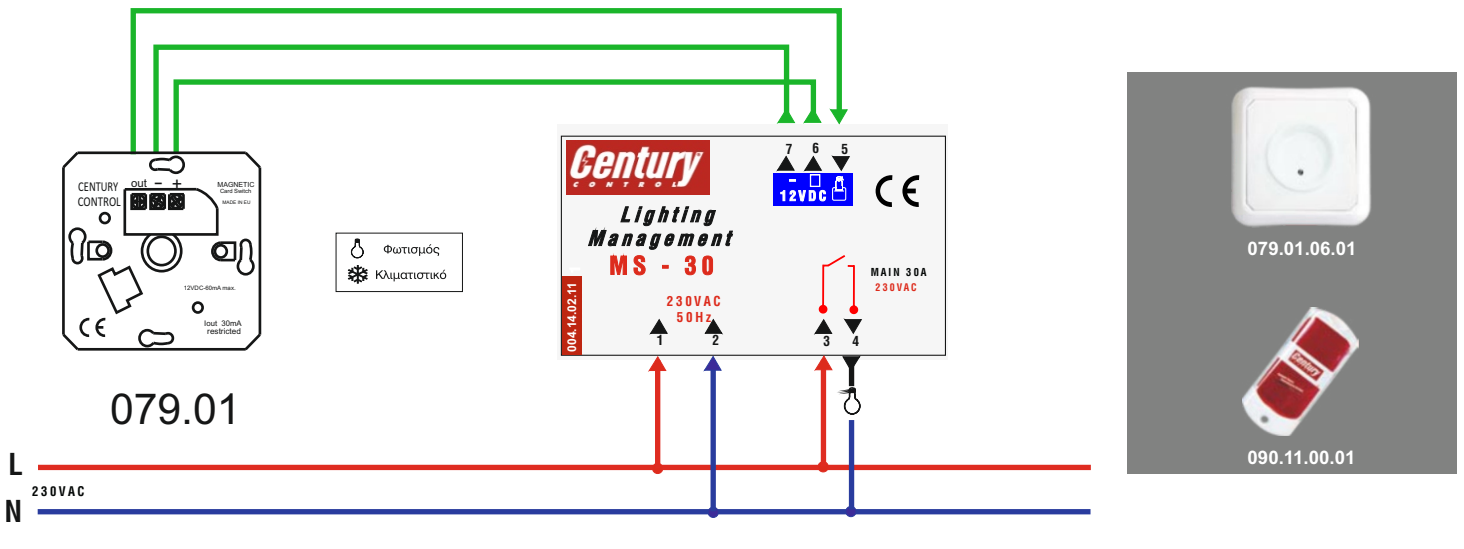 CENTURY
CONTROL
out - +
MAGNETIC
Card Switch
MADE IN EU
12VDC-60mA max.
Iout 30mA
restricted
CE
079.01
Φωτισμός
Κλιματιστικό
Century
CONTROL
7 6 5
12VDC
CE
Lighting
Management
MS - 30
004.14.02.11
230VAC
50Hz
MAIN 30A
230VAC
1 2 3 4
L
230VAC
N
079.01.06.01
Century
090.11.00.01